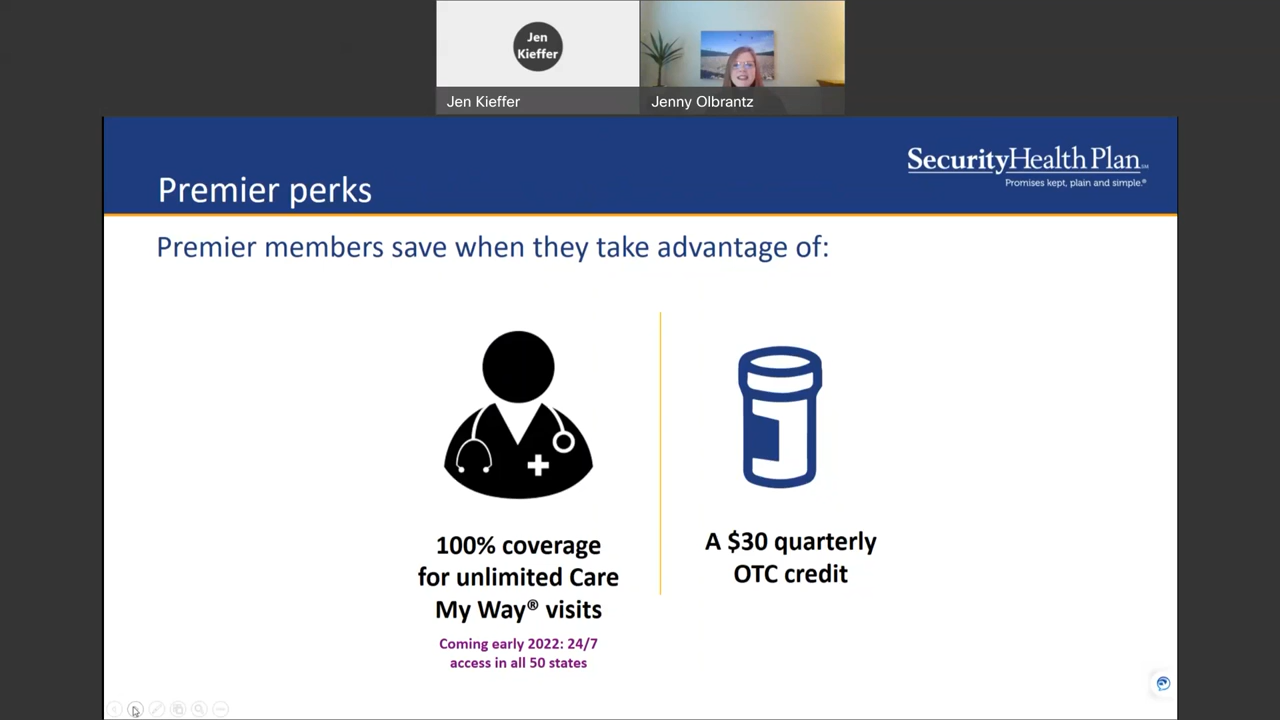 Jen
Kieffer
Jen Kieffer
Jenny Olbrantz
SecurityHealth Plan℠
Promises kept, plain and simple.®
Premier perks
Premier members save when they take advantage of:
100% coverage
for unlimited Care
My Way® visits
Coming early 2022: 24/7
access in all 50 states
A $30 quarterly
OTC credit